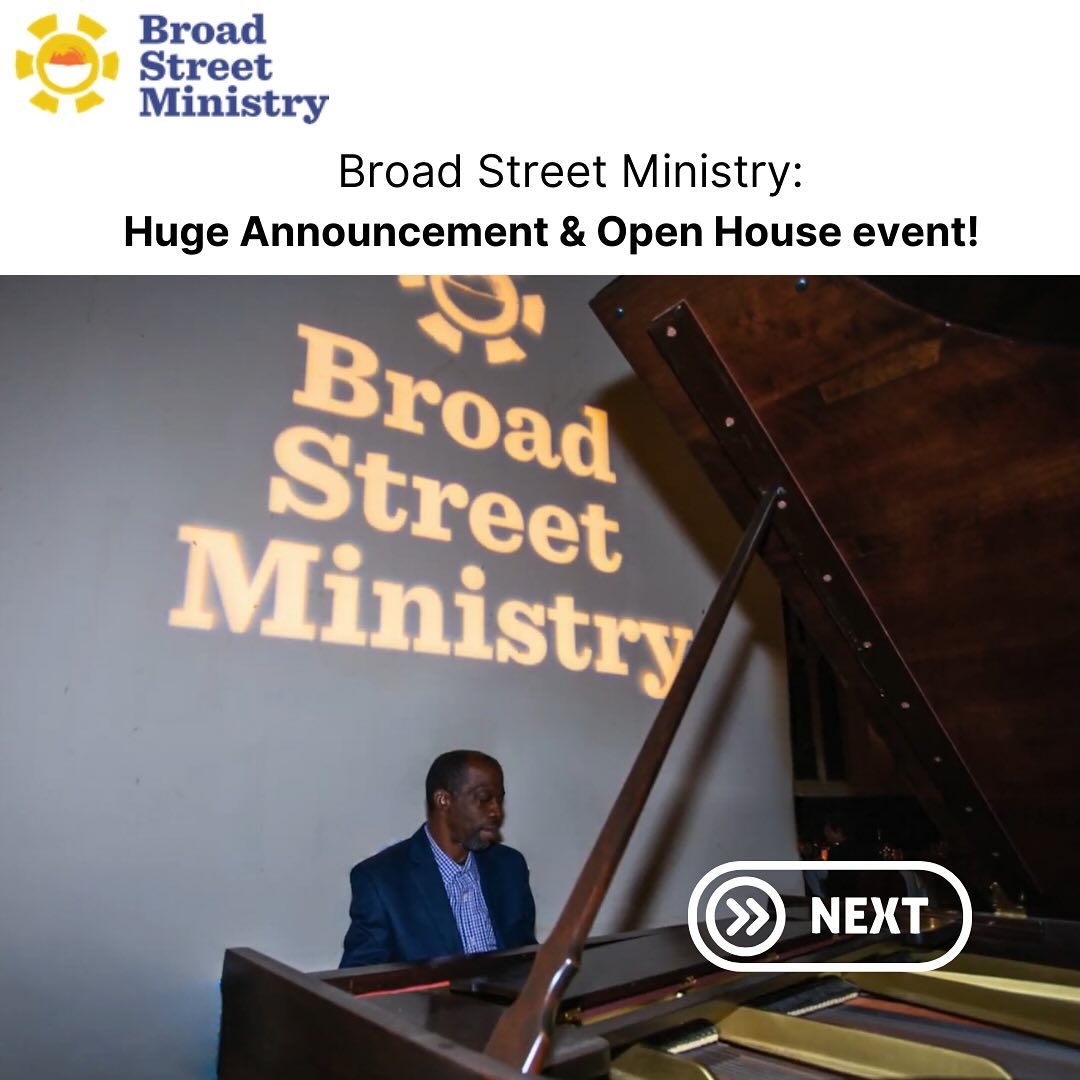 Broad
Street
Ministry
Broad Street Ministry:
Huge Announcement & Open House event!
Broad
Street
Ministry
NEXT